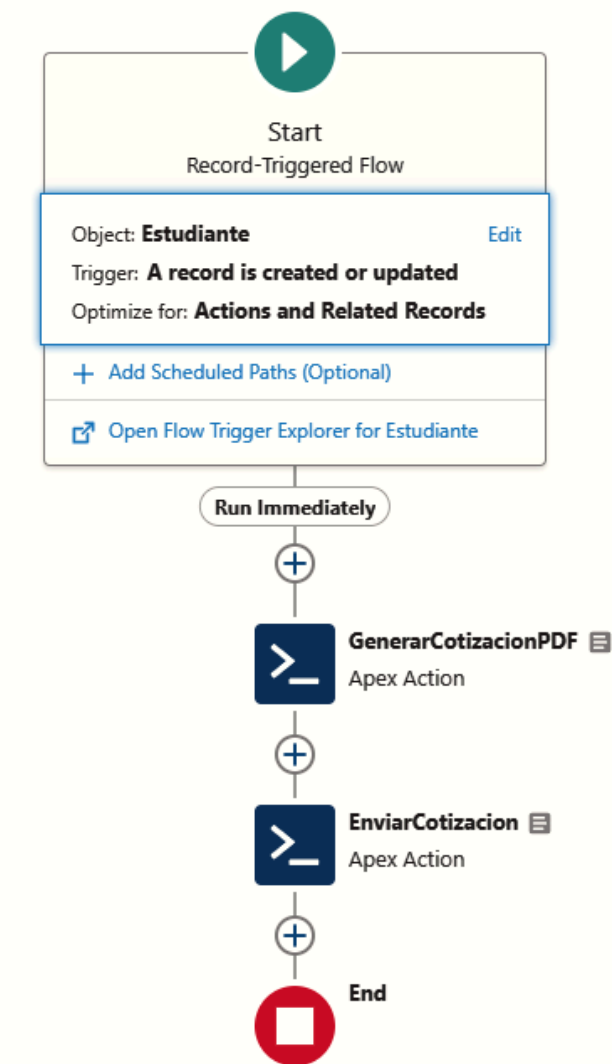 Start
Record-Triggered Flow
Object: Estudiante Edit
Trigger: A record is created or updated
Optimize for: Actions and Related Records
Add Scheduled Paths (Optional)
Open Flow Trigger Explorer for Estudiante
Run Immediately
GenerarCotizacionPDF
Apex Action
EnviarCotizacion
Apex Action
End